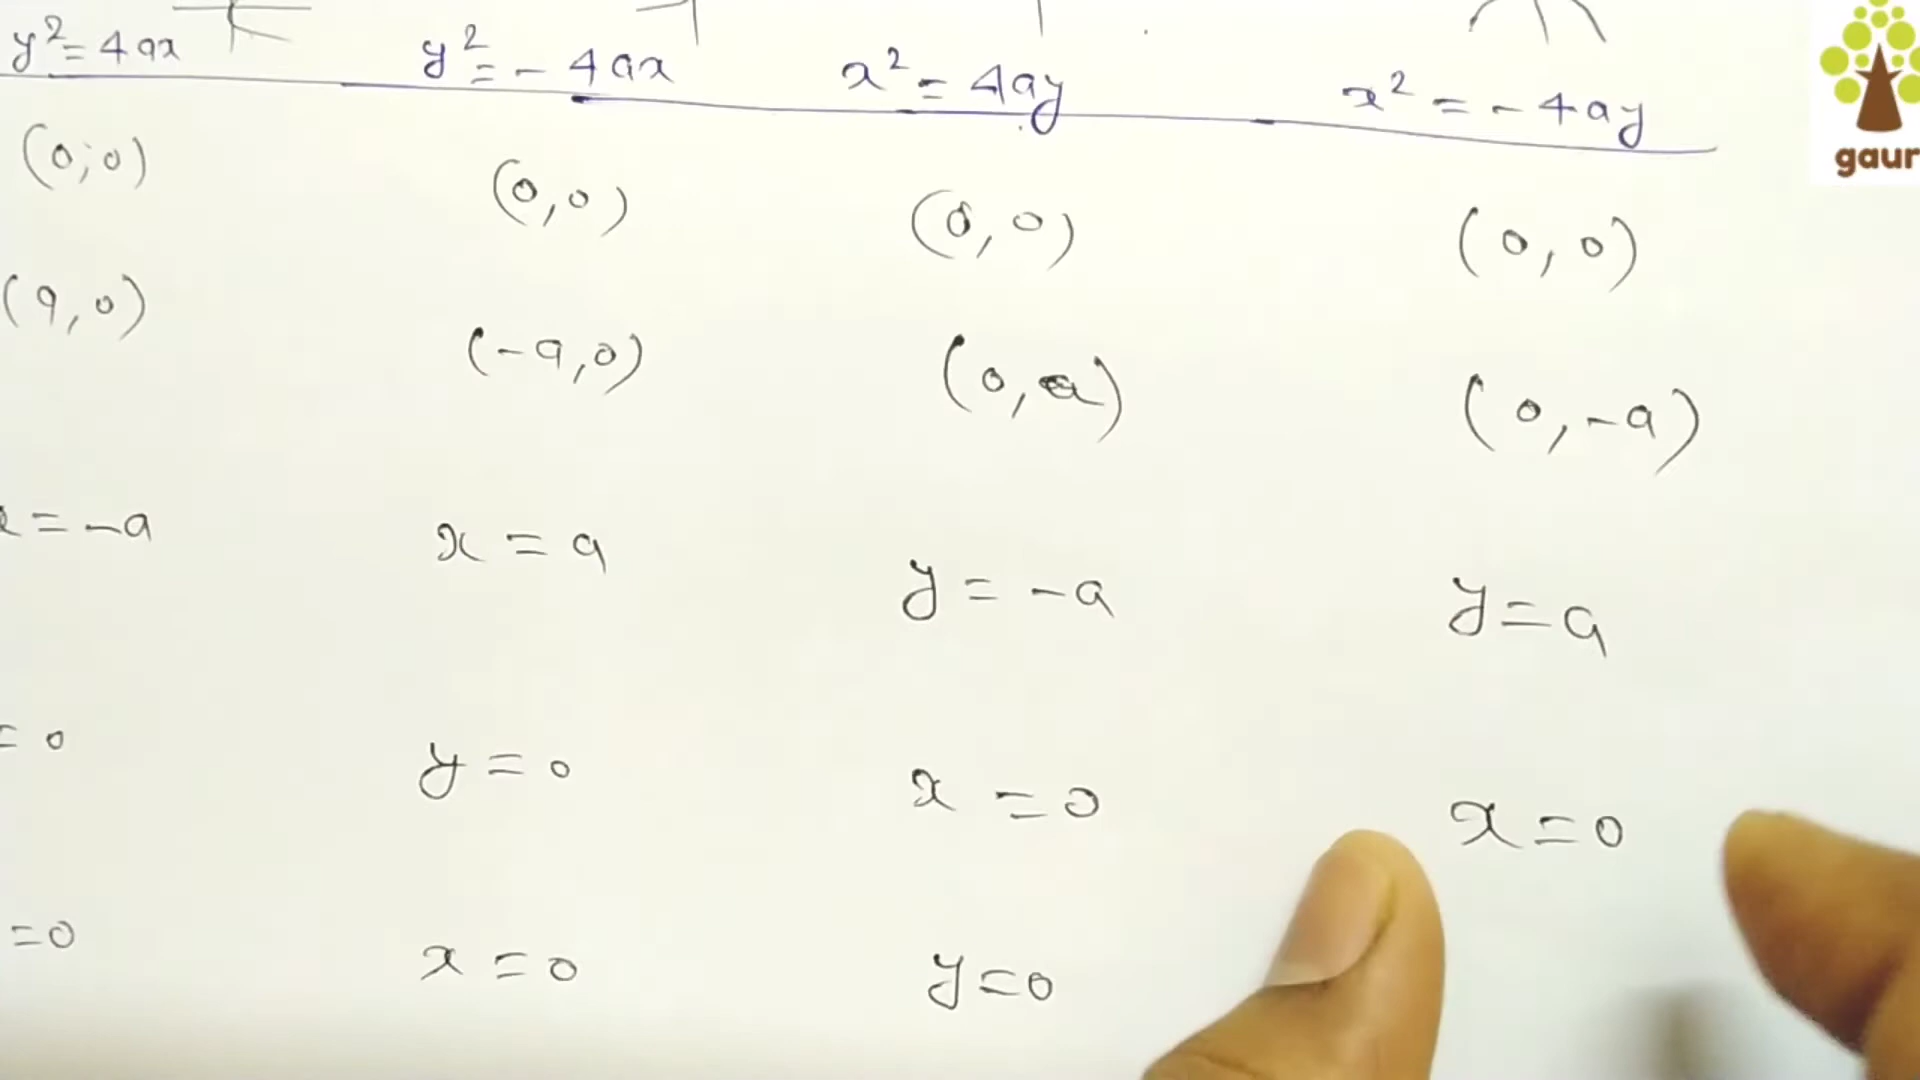 y² = 4ax y² = - 4ax x² = 4ay x² = - 4ay
(0,0) (0,0) (0,0) (0,0)
(a,0) (-a,0) (0,a) (0,-a)
x = -a x = a y = -a y = a
= 0 y = 0 x = 0 x = 0
= 0 x = 0 y = 0
gaur